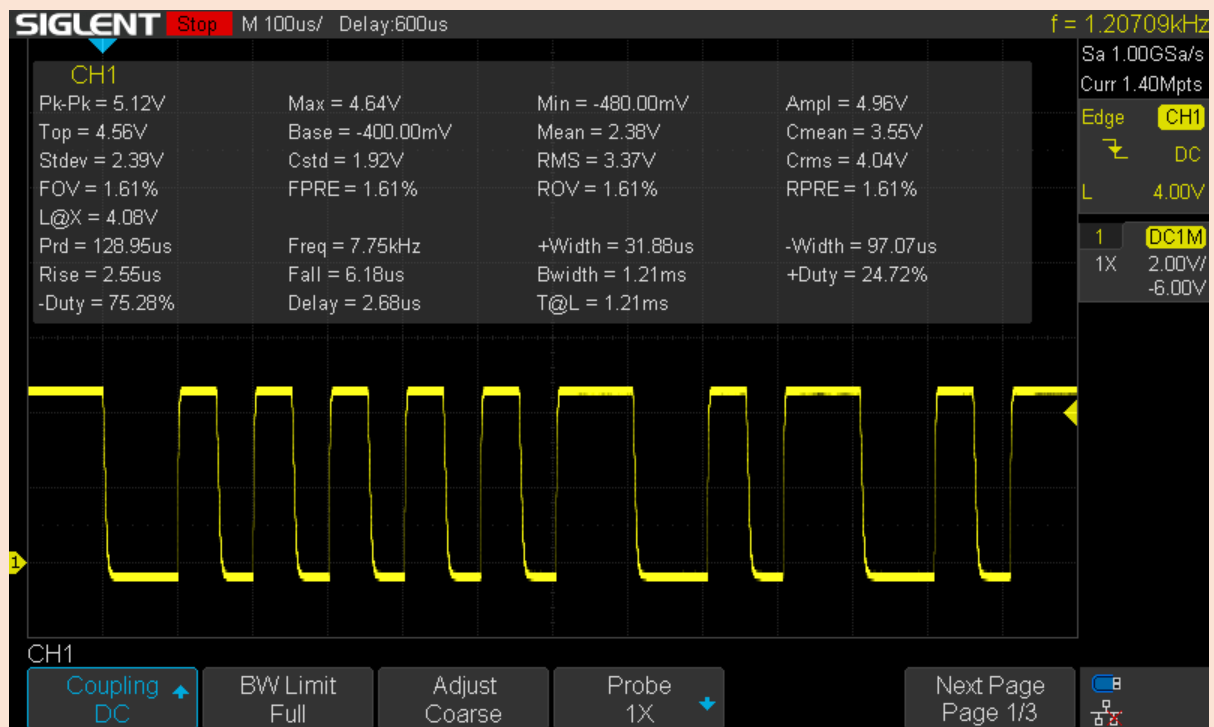 SIGLENT Stop M 100us/ Delay:600us f = 1.20709kHz
Sa 1.00GSa/s
Curr 1.40Mpts
Edge CH1
DC
L 4.00V
1 DC1M
1X 2.00V/
-6.00V
CH1
Pk-Pk = 5.12V Max = 4.64V Min = -480.00mV Ampl = 4.96V
Top = 4.56V Base = -400.00mV Mean = 2.38V Cmean = 3.55V
Stdev = 2.39V Cstd = 1.92V RMS = 3.37V Crms = 4.04V
FOV = 1.61% FPRE = 1.61% ROV = 1.61% RPRE = 1.61%
L@X = 4.08V
Prd = 128.95us Freq = 7.75kHz +Width = 31.88us -Width = 97.07us
Rise = 2.55us Fall = 6.18us Bwidth = 1.21ms +Duty = 24.72%
-Duty = 75.28% Delay = 2.68us T@L = 1.21ms
1
CH1
Coupling BW Limit Adjust Probe Next Page
DC Full Coarse 1X Page 1/3